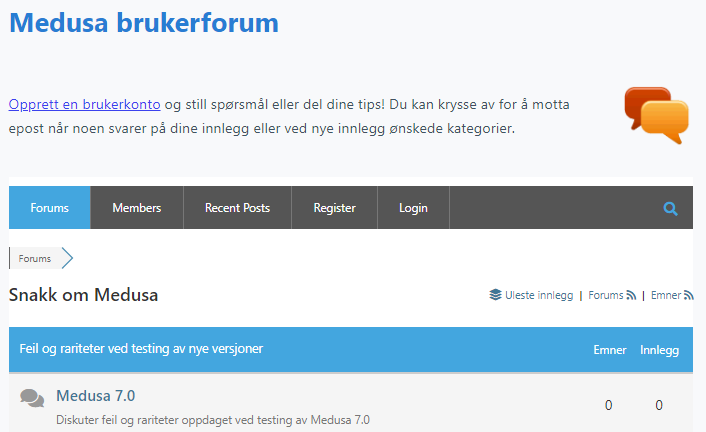 Medusa brukerforum
Opprett en brukerkonto og still spørsmål eller del dine tips! Du kan krysse av for å motta
epost når noen svarer på dine innlegg eller ved nye innlegg ønskede kategorier.
Forums Members Recent Posts Register Login
Forums
Snakk om Medusa Uleste innlegg | Forums | Emner
Feil og rariteter ved testing av nye versjoner Emner Innlegg
Medusa 7.0 0 0
Diskuter feil og rariteter oppdaget ved testing av Medusa 7.0